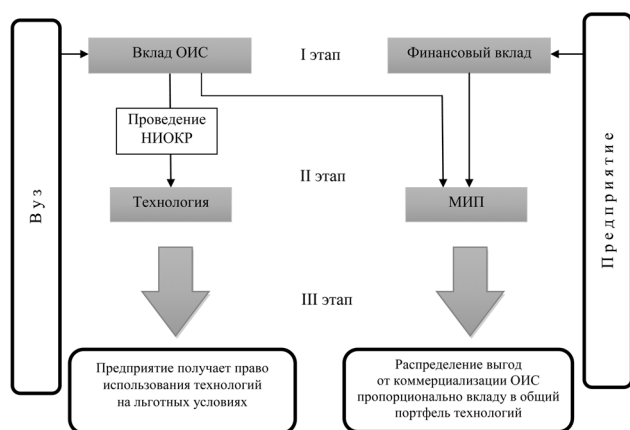 Вуз
Вклад ОИС
I этап
Финансовый вклад
Предприятие
Проведение
НИОКР
II этап
Технология
МИП
III этап
Предприятие получает право
использования технологий
на льготных условиях
Распределение выгод
от коммерциализации ОИС
пропорционально вкладу в общий
портфель технологий